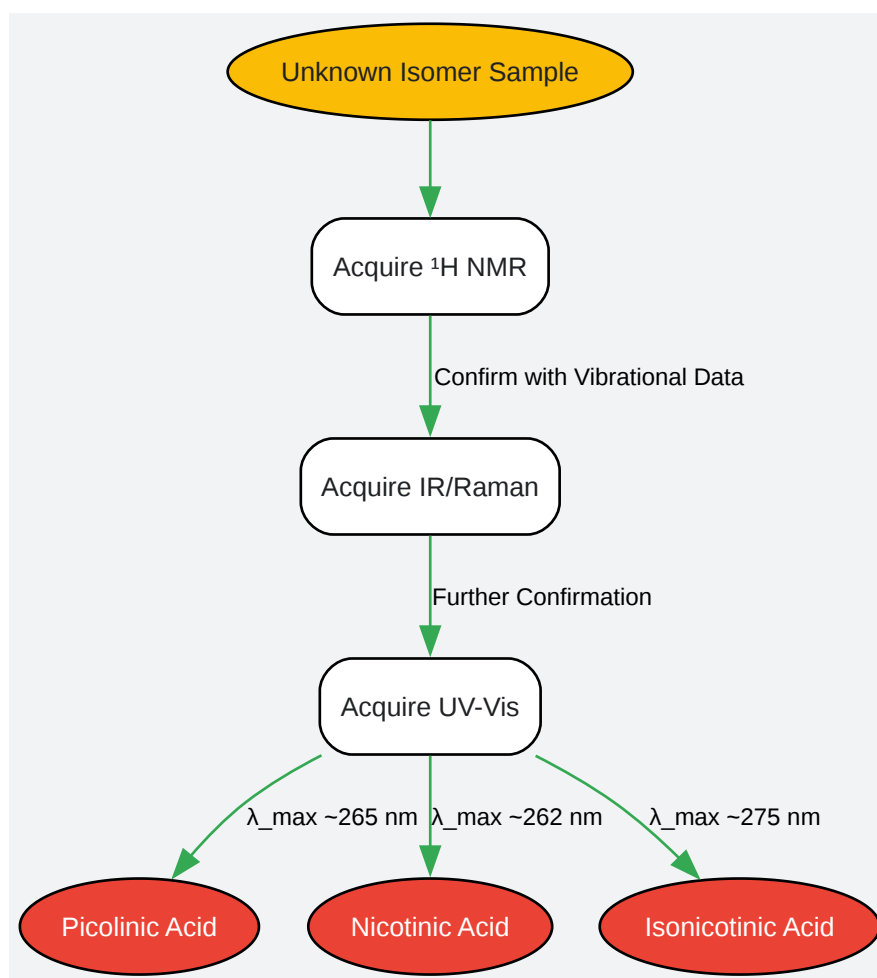 Unknown Isomer Sample
Acquire ¹H NMR
Confirm with Vibrational Data
Acquire IR/Raman
Further Confirmation
Acquire UV-Vis
λ_max ~265 nm
λ_max ~262 nm
λ_max ~275 nm
Picolinic Acid
Nicotinic Acid
Isonicotinic Acid